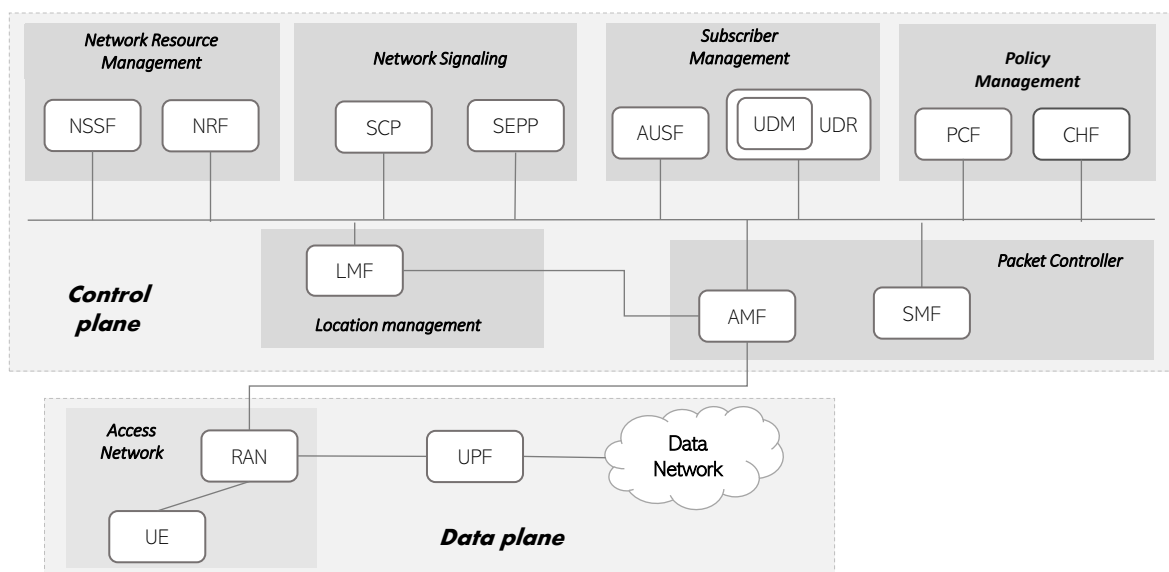 Network Resource
Management
NSSF
NRF
Network Signaling
SCP
SEPP
Subscriber
Management
AUSF
UDM
UDR
Policy
Management
PCF
CHF
LMF
Location management
Packet Controller
AMF
SMF
Control
plane
Access
Network
RAN
UE
UPF
Data
Network
Data plane